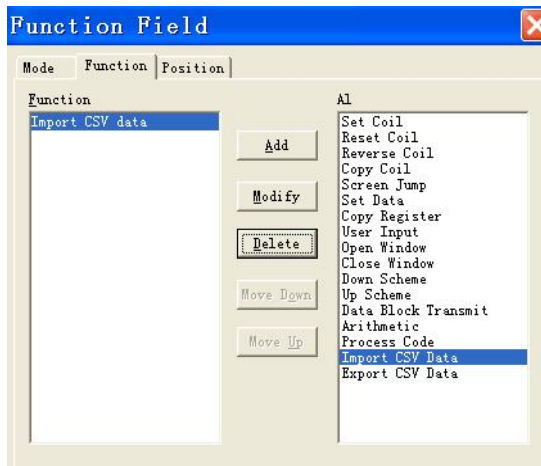 Function Field
Mode Function Position
Function
Import CSV data
Add
Modify
Delete
Move Down
Move Up
Al
Set Coil
Reset Coil
Reverse Coil
Copy Coil
Screen Jump
Set Data
Copy Register
User Input
Open Window
Close Window
Down Scheme
Up Scheme
Data Block Transmit
Arithmetic
Process Code
Import CSV Data
Export CSV Data